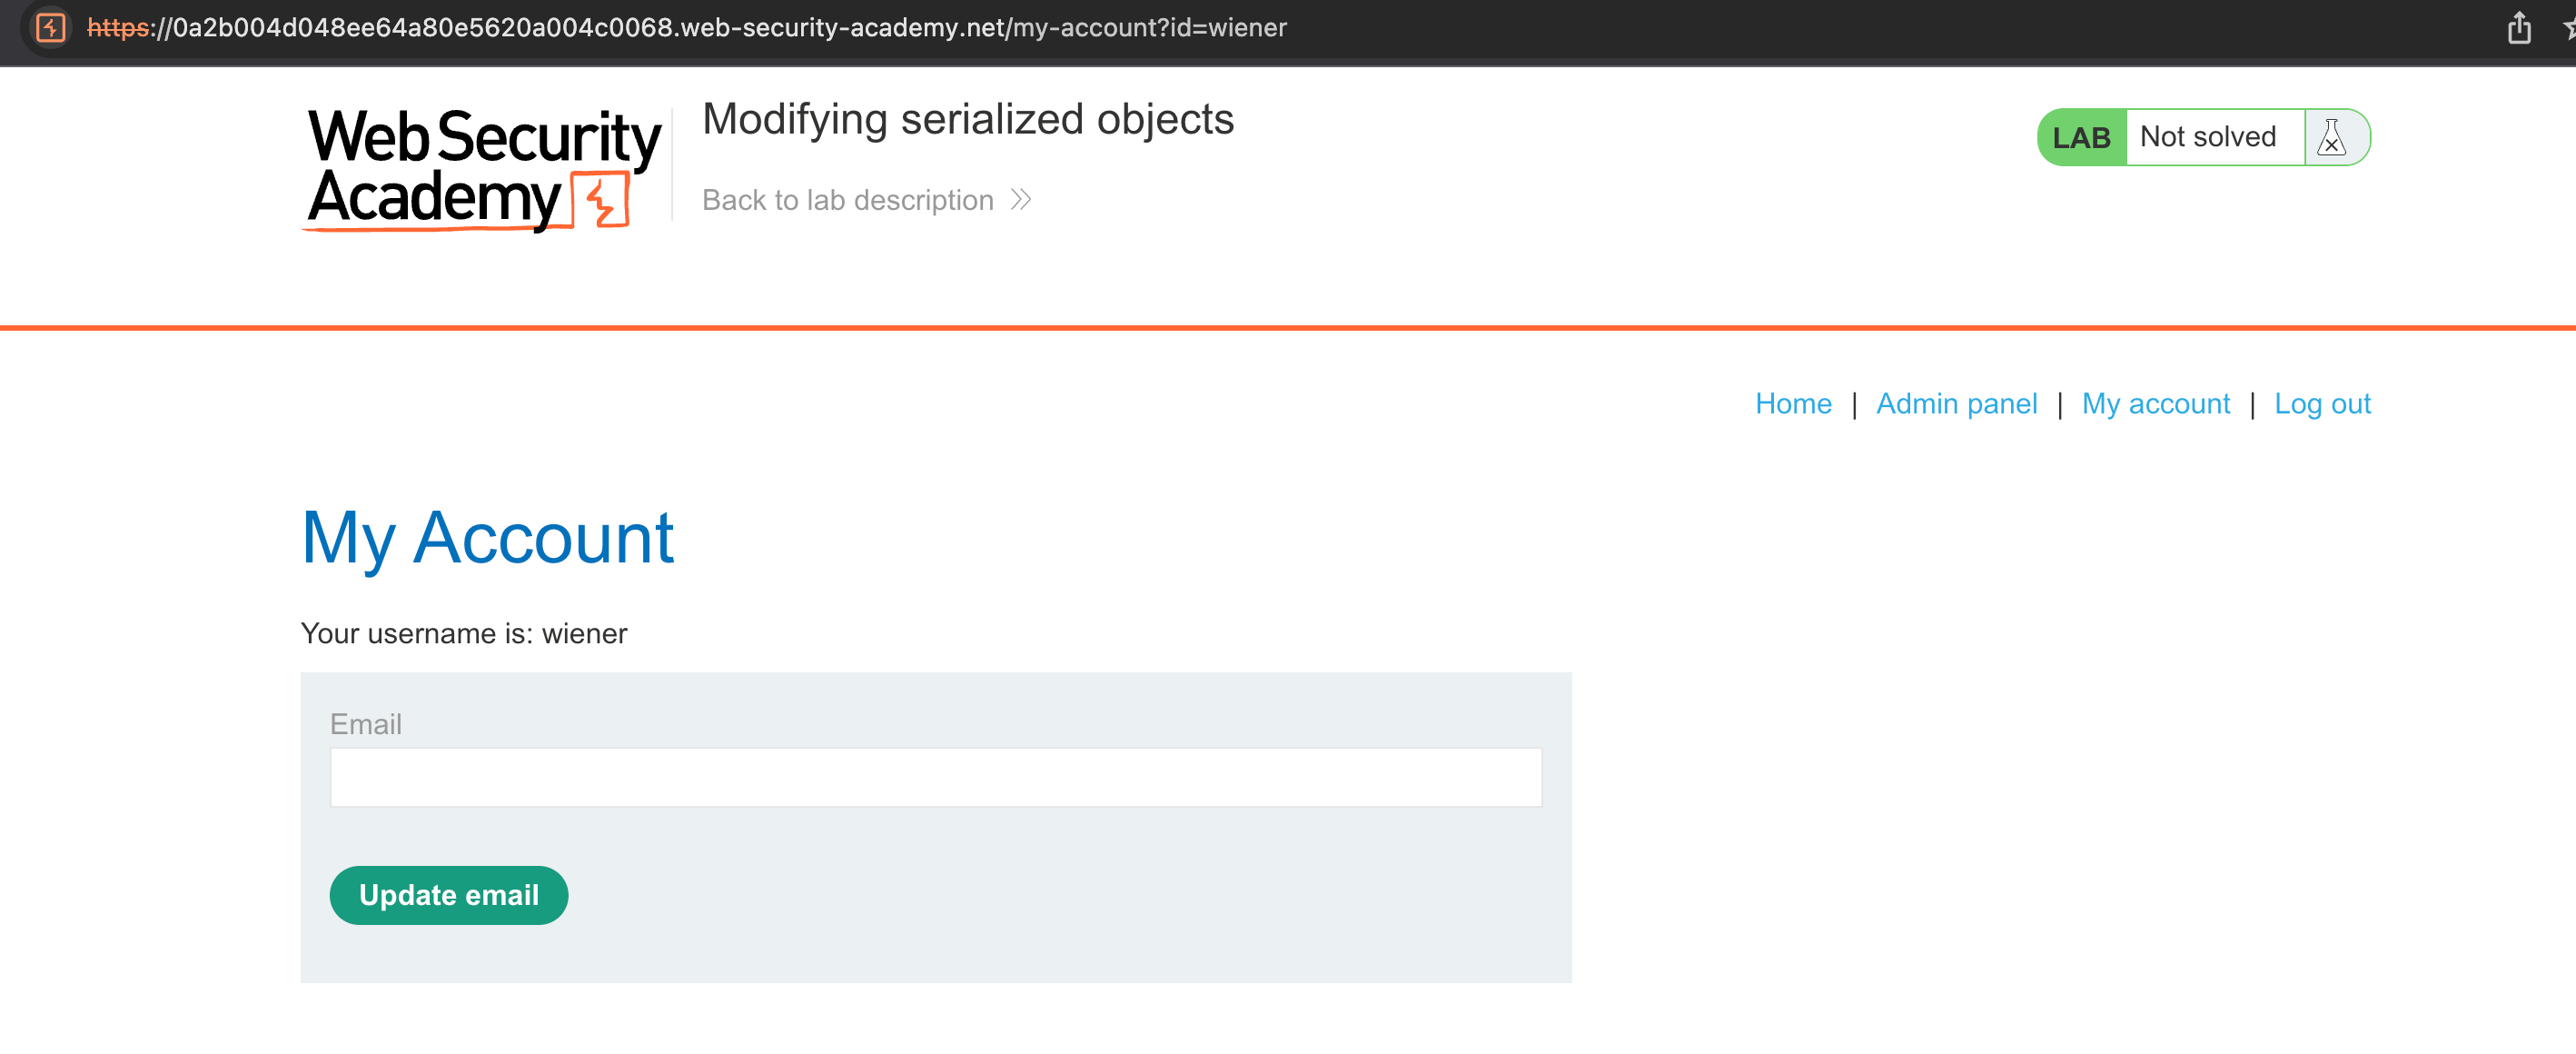 https://0a2b004d048ee64a80e5620a004c0068.web-security-academy.net/my-account?id=wiener
Web Security
Academy
Modifying serialized objects
Back to lab description
LAB Not solved
Home | Admin panel | My account | Log out
My Account
Your username is: wiener
Email
Update email